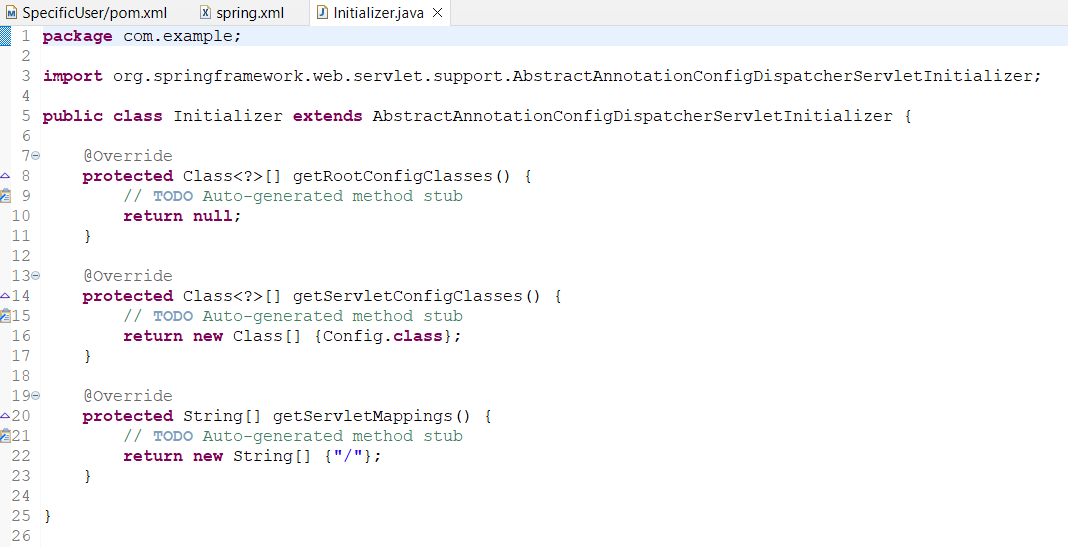 SpecificUser/pom.xml spring.xml Initializer.java
1 package com.example;
2
3 import org.springframework.web.servlet.support.AbstractAnnotationConfigDispatcherServletInitializer;
4
5 public class Initializer extends AbstractAnnotationConfigDispatcherServletInitializer {
6
7 @Override
8 protected Class<?>[] getRootConfigClasses() {
9 // TODO Auto-generated method stub
10 return null;
11 }
12
13 @Override
14 protected Class<?>[] getServletConfigClasses() {
15 // TODO Auto-generated method stub
16 return new Class[] {Config.class};
17 }
18
19 @Override
20 protected String[] getServletMappings() {
21 // TODO Auto-generated method stub
22 return new String[] {"/"};
23 }
24
25 }
26